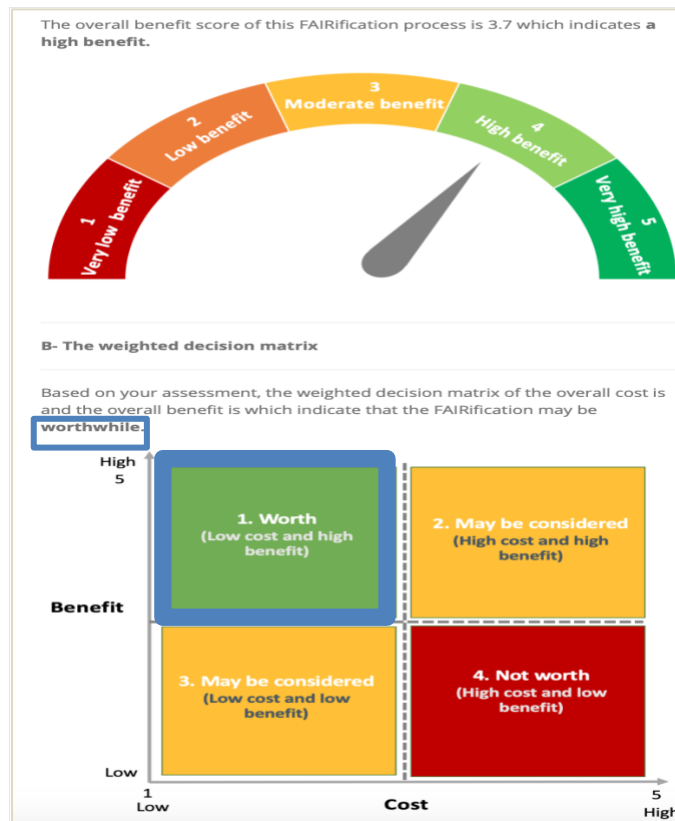 The overall benefit score of this FAIRification process is 3.7 which indicates a
high benefit.
1
Very low benefit
2
Low benefit
3
Moderate benefit
4
High benefit
5
Very high benefit
B- The weighted decision matrix
Based on your assessment, the weighted decision matrix of the overall cost is
and the overall benefit is which indicate that the FAIRification may be
worthwhile.
High
5
1. Worth
(Low cost and high
benefit)
2. May be considered
(High cost and high
benefit)
Benefit
3. May be considered
(Low cost and low
benefit)
4. Not worth
(High cost and low
benefit)
Low
1
Low
Cost
5
High